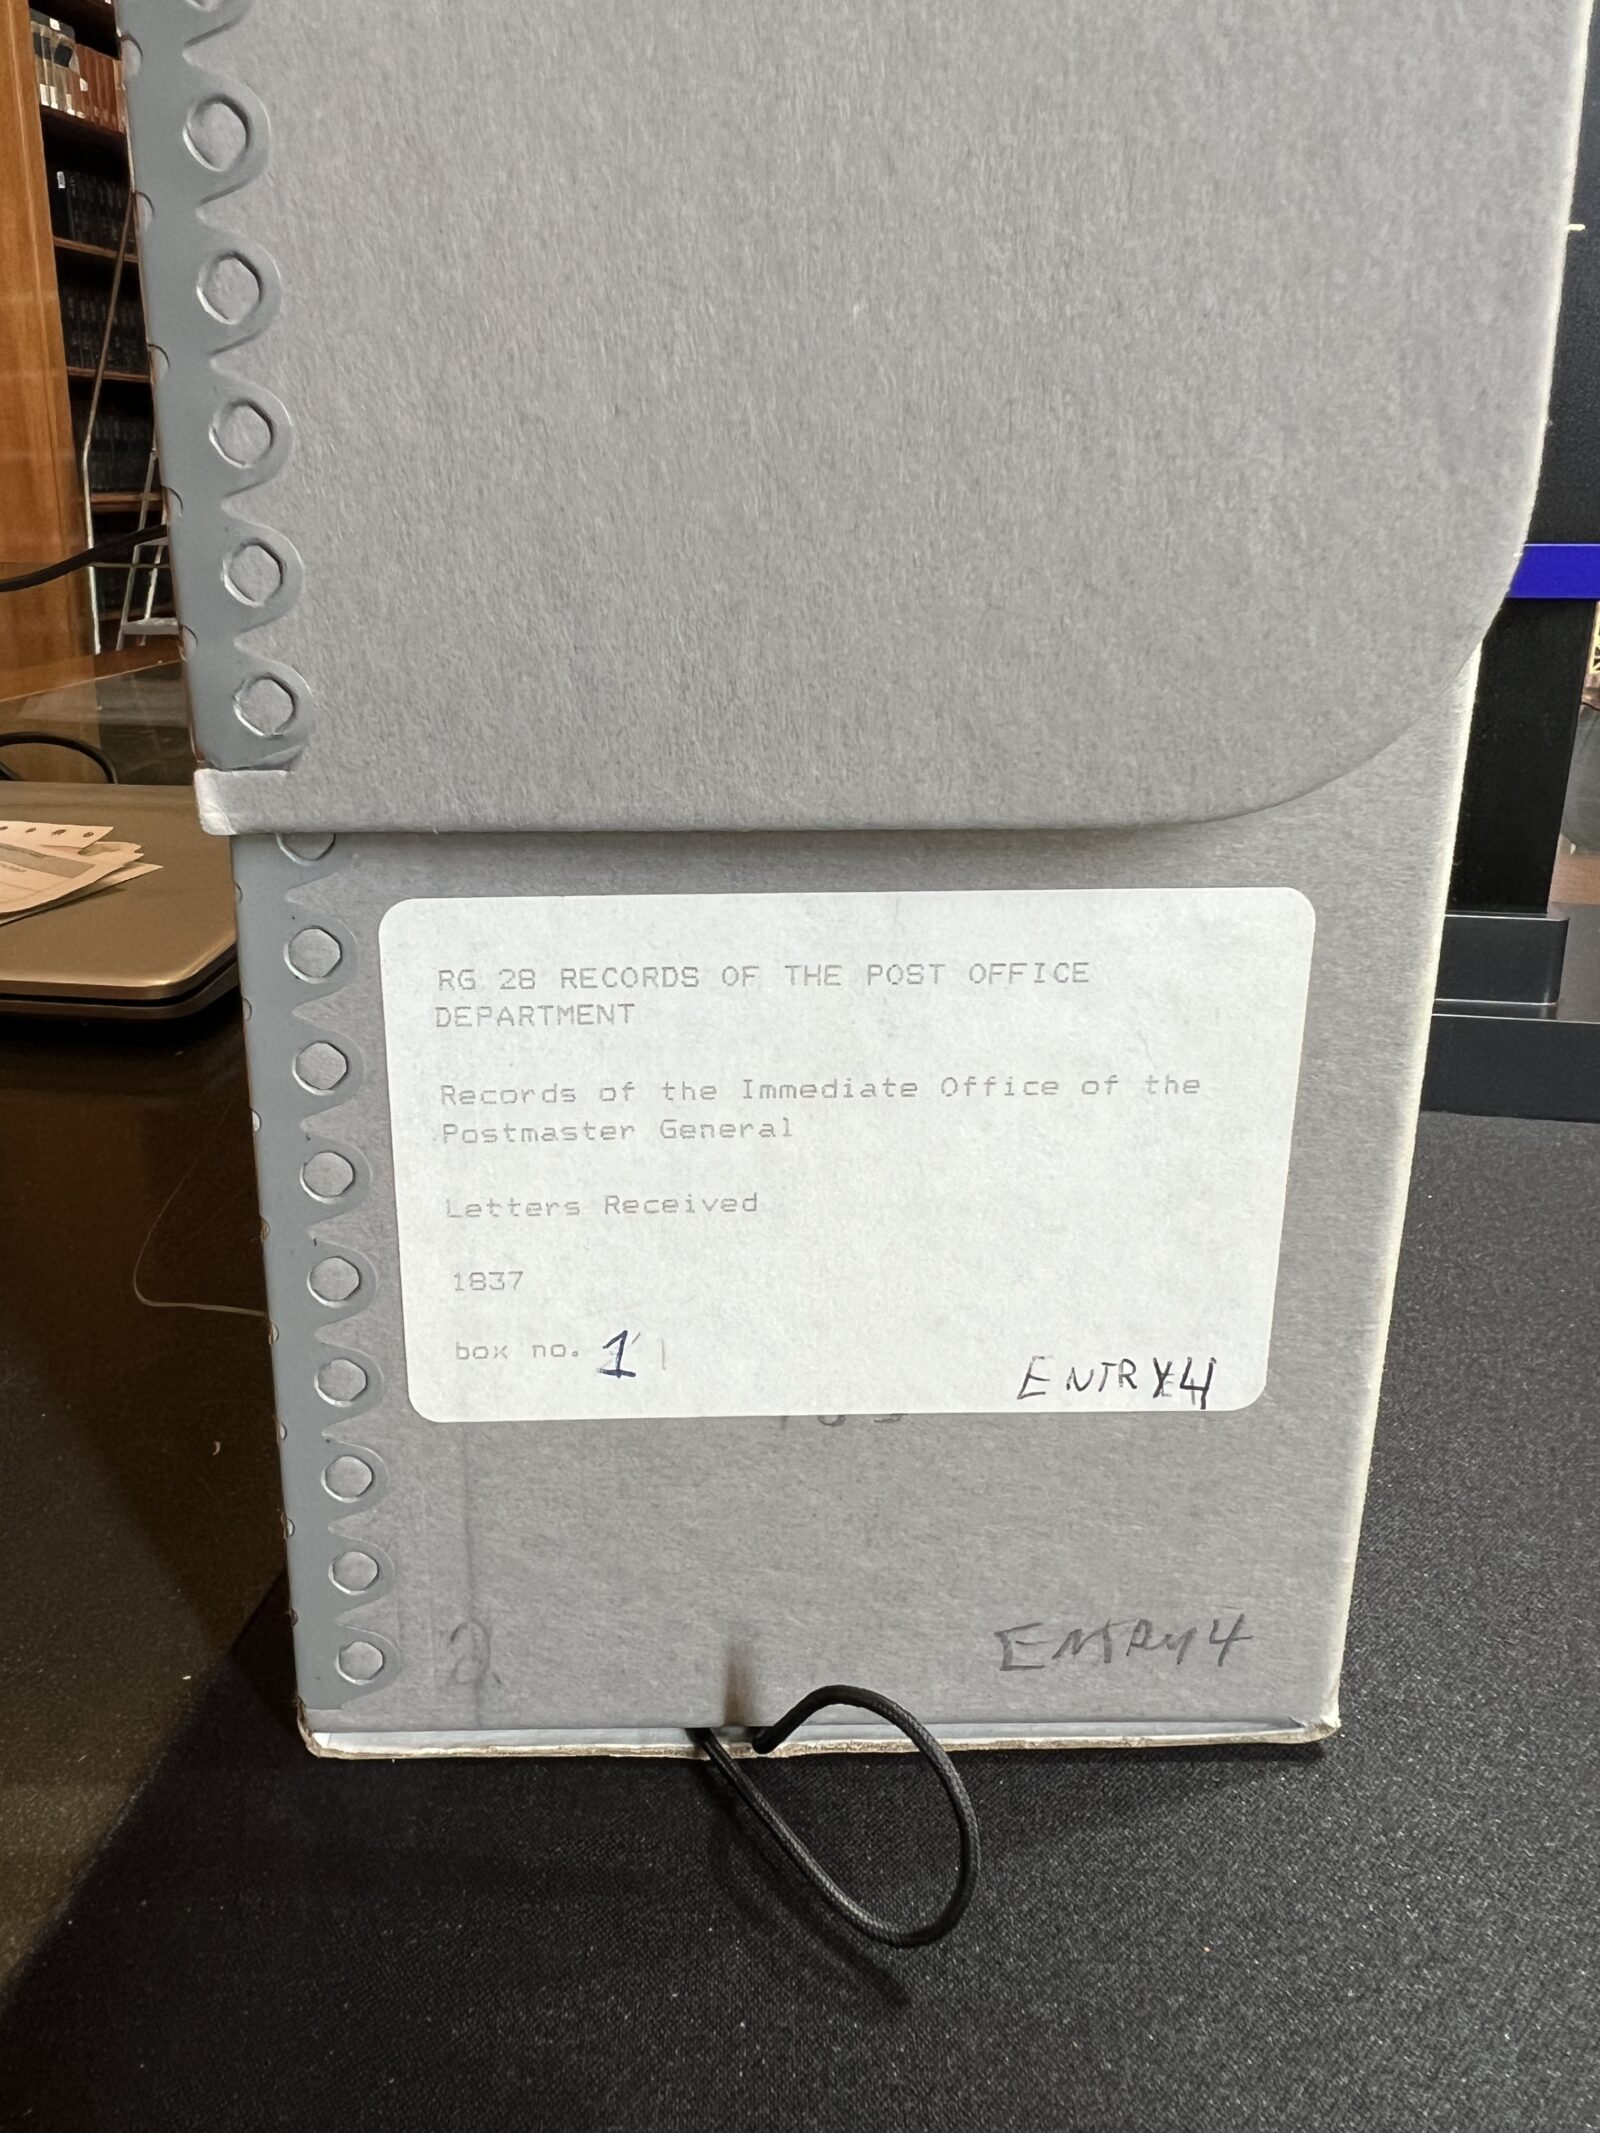 RG 28 RECORDS OF THE POST OFFICE
DEPARTMENT
Records of the Immediate Office of the
Postmaster General
Letters Received
1837
box no. 1
ENTRY 4
2
ENTRY 4